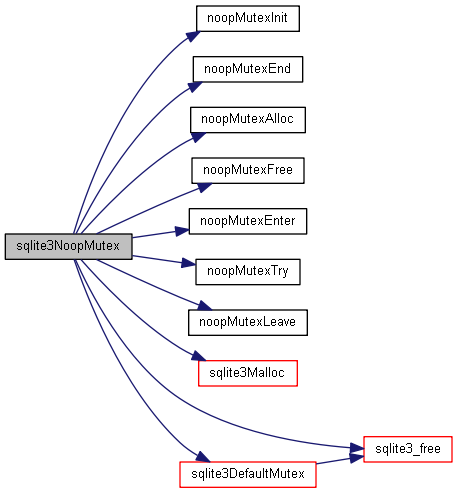 noopMutexInit
noopMutexEnd
noopMutexAlloc
noopMutexFree
noopMutexEnter
sqlite3NoopMutex
noopMutexTry
noopMutexLeave
sqlite3Malloc
sqlite3_free
sqlite3DefaultMutex